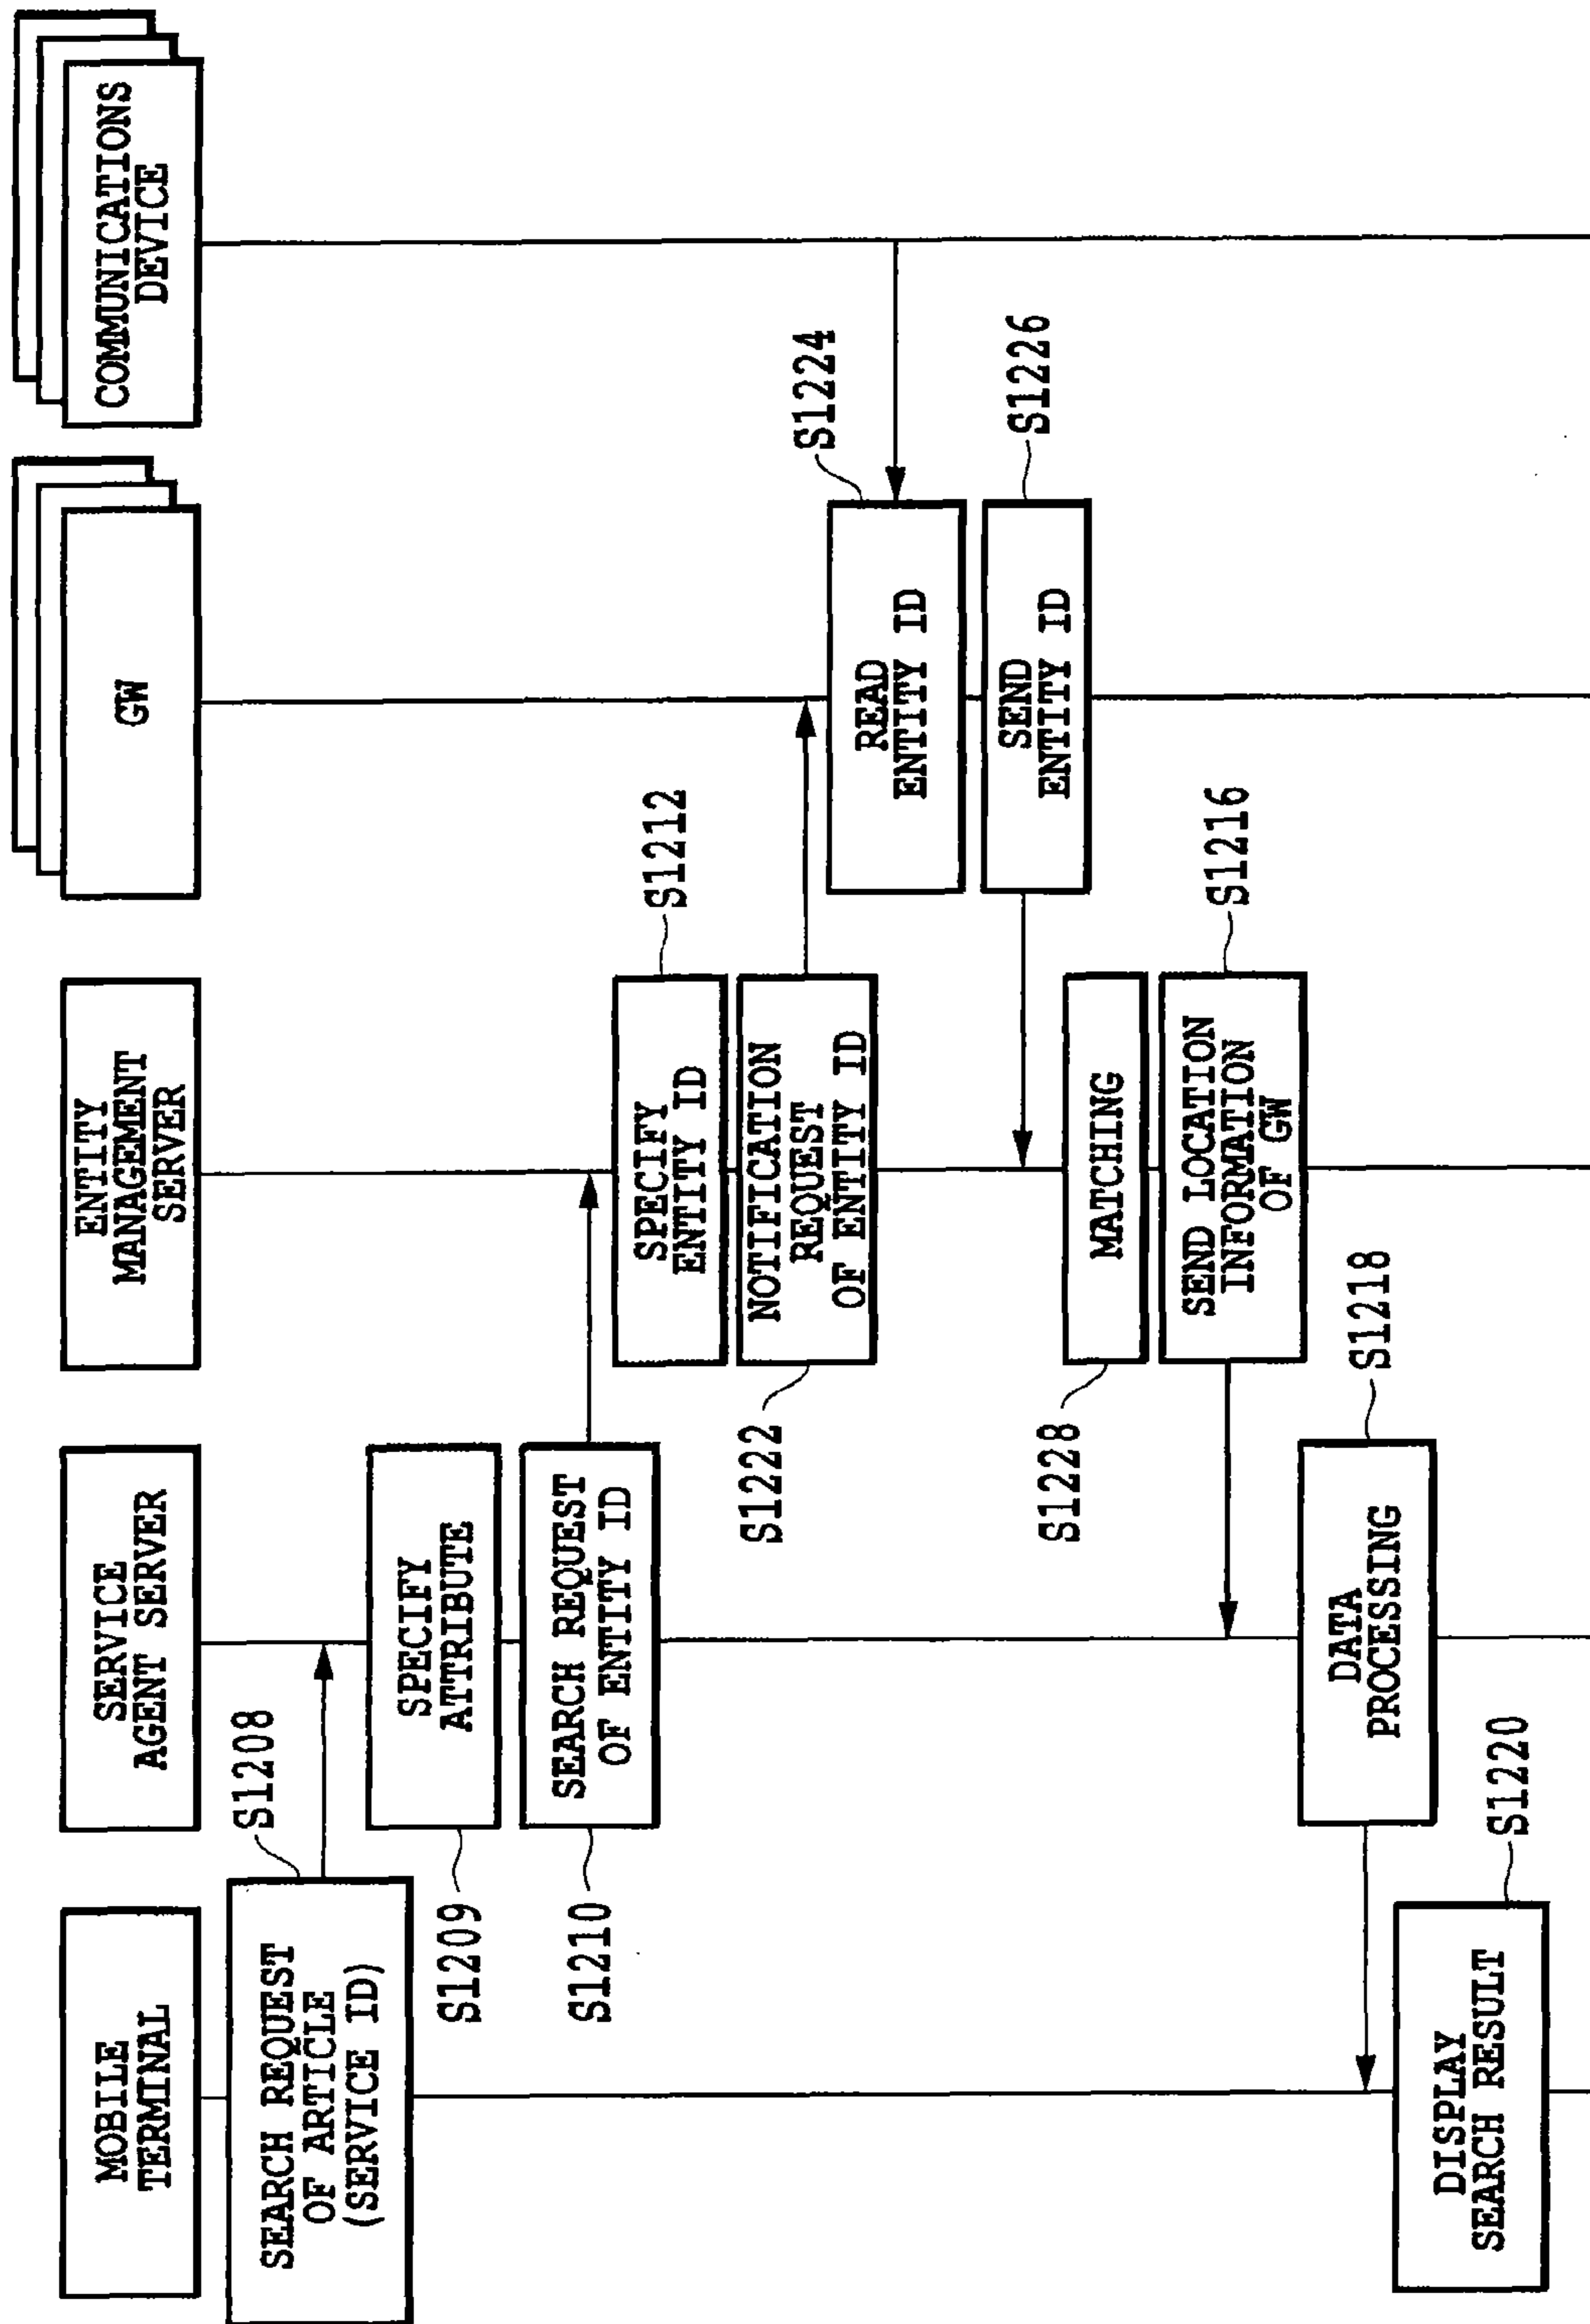 MOBILE
TERMINAL
SERVICE
AGENT SERVER
ENTITY
MANAGEMENT
SERVER
GW
COMMUNICATIONS
DEVICE
SEARCH REQUEST
OF ARTICLE
(SERVICE ID)
S1208
SPECIFY
ATTRIBUTE
S1209
SEARCH REQUEST
OF ENTITY ID
S1210
SPECIFY
ENTITY ID
S1212
NOTIFICATION
REQUEST
OF ENTITY ID
S1222
READ
ENTITY ID
S1224
SEND
ENTITY ID
S1226
MATCHING
S1228
SEND LOCATION
INFORMATION
OF GW
S1216
DATA
PROCESSING
S1218
DISPLAY
SEARCH RESULT
S1220